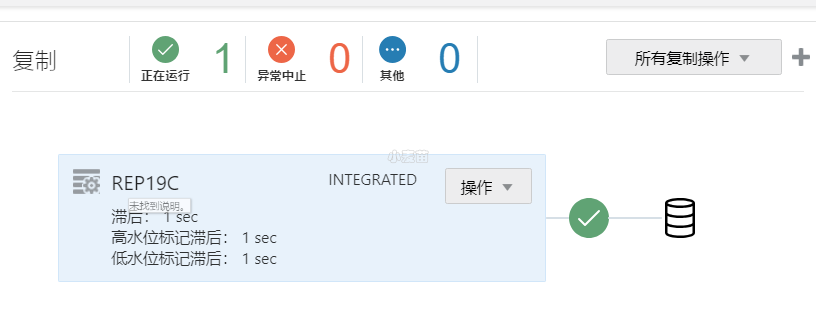 复制
正在运行
1
异常中止
0
其他
0
所有复制操作
REP19C
INTEGRATED
操作
未找到说明。
滞后： 1 sec
高水位标记滞后： 1 sec
低水位标记滞后： 1 sec